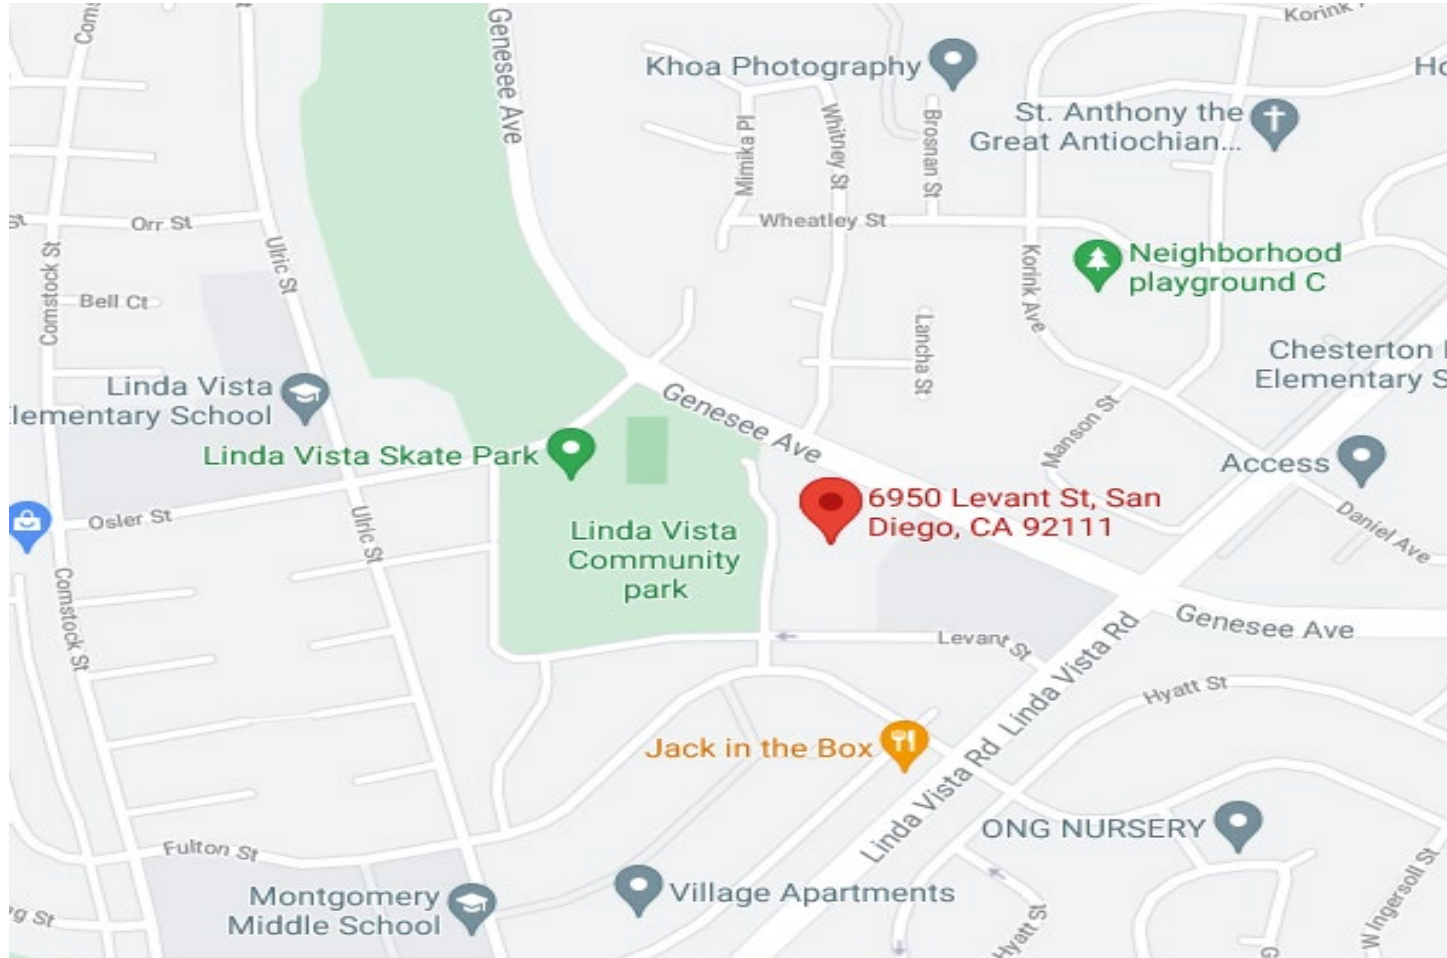 Coms
St
Genesee Ave
Korink
Khoa Photography
Ho
St. Anthony the
Great Antiochian...
Mimika Pl
Whitney St
Brosnan St
St
Orr St
Wheatley St
Ulric St
Comstock St
Korink Ave
Neighborhood
playground C
Bell Ct
Lancha St
Linda Vista
Elementary School
Chesterton
Elementary S
Genesee Ave
Manson St
Linda Vista Skate Park
Access
Osler St
Ulric St
6950 Levant St, San
Diego, CA 92111
Daniel Ave
Linda Vista
Community
park
Comstock St
Levant St
Linda Vista Rd
Genesee Ave
Hyatt St
Jack in the Box
Linda Vista Rd
ONG NURSERY
Fulton St
Montgomery
Middle School
Village Apartments
Hyatt St
W Ingersoll St
g St
G